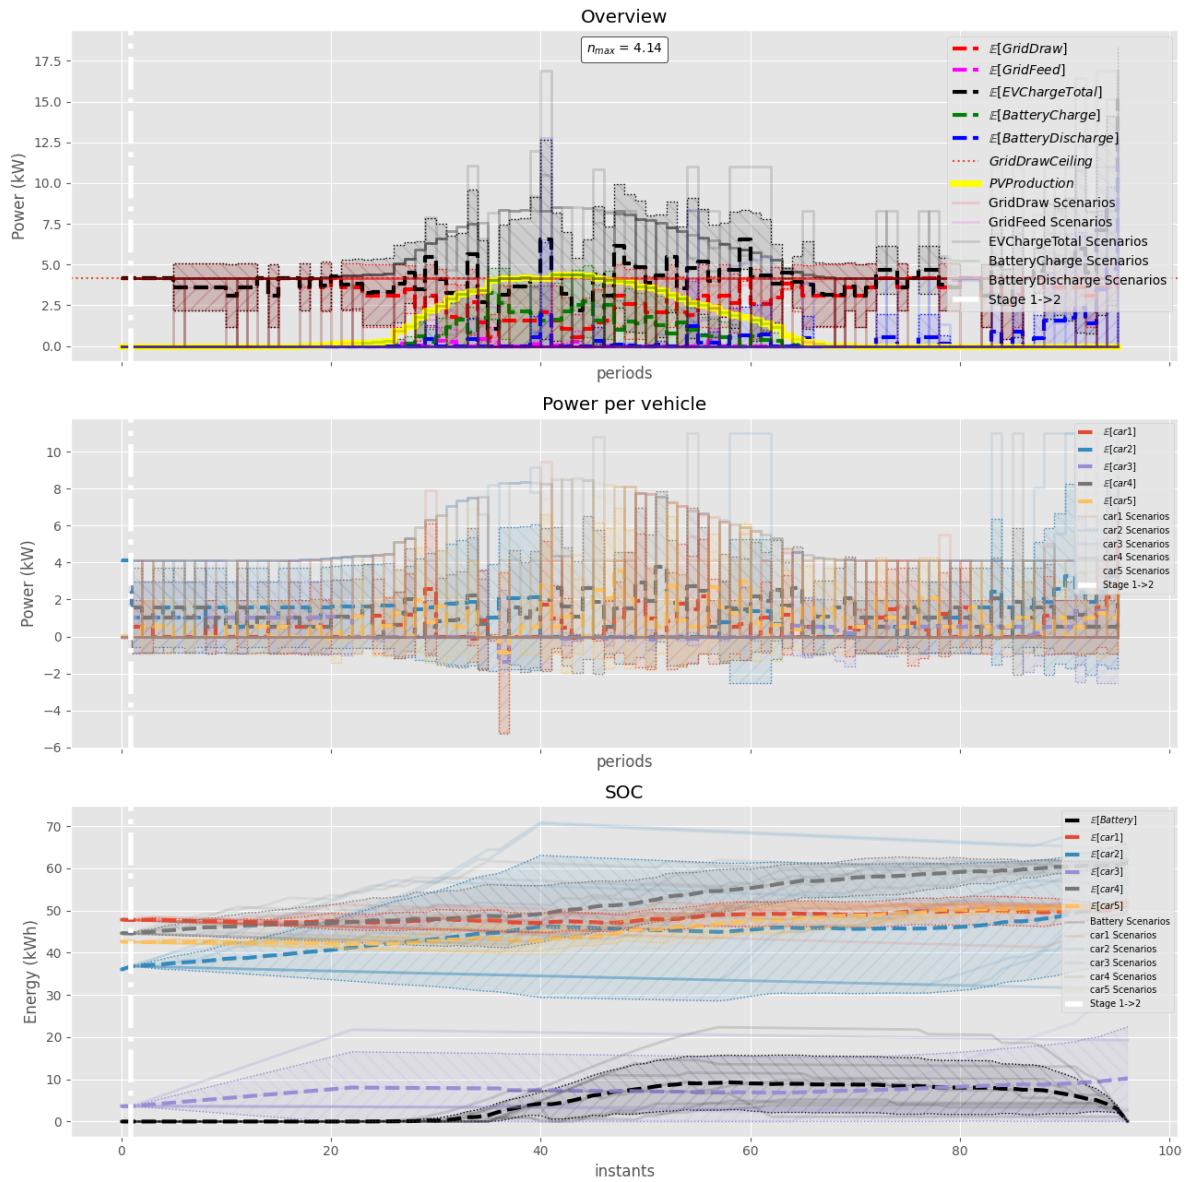 Overview
n_max = 4.14
17.5
15.0
12.5
10.0
7.5
5.0
2.5
0.0
Power (kW)
periods
𝔼[GridDraw]
𝔼[GridFeed]
𝔼[EVChargeTotal]
𝔼[BatteryCharge]
𝔼[BatteryDischarge]
GridDrawCeiling
PVProduction
GridDraw Scenarios
GridFeed Scenarios
EVChargeTotal Scenarios
BatteryCharge Scenarios
BatteryDischarge Scenarios
Stage 1->2
Power per vehicle
10
8
6
4
2
0
−2
−4
−6
Power (kW)
periods
𝔼[car1]
𝔼[car2]
𝔼[car3]
𝔼[car4]
𝔼[car5]
car1 Scenarios
car2 Scenarios
car3 Scenarios
car4 Scenarios
car5 Scenarios
Stage 1->2
SOC
70
60
50
40
30
20
10
0
Energy (kWh)
0 20 40 60 80 100
instants
𝔼[Battery]
𝔼[car1]
𝔼[car2]
𝔼[car3]
𝔼[car4]
𝔼[car5]
Battery Scenarios
car1 Scenarios
car2 Scenarios
car3 Scenarios
car4 Scenarios
car5 Scenarios
Stage 1->2